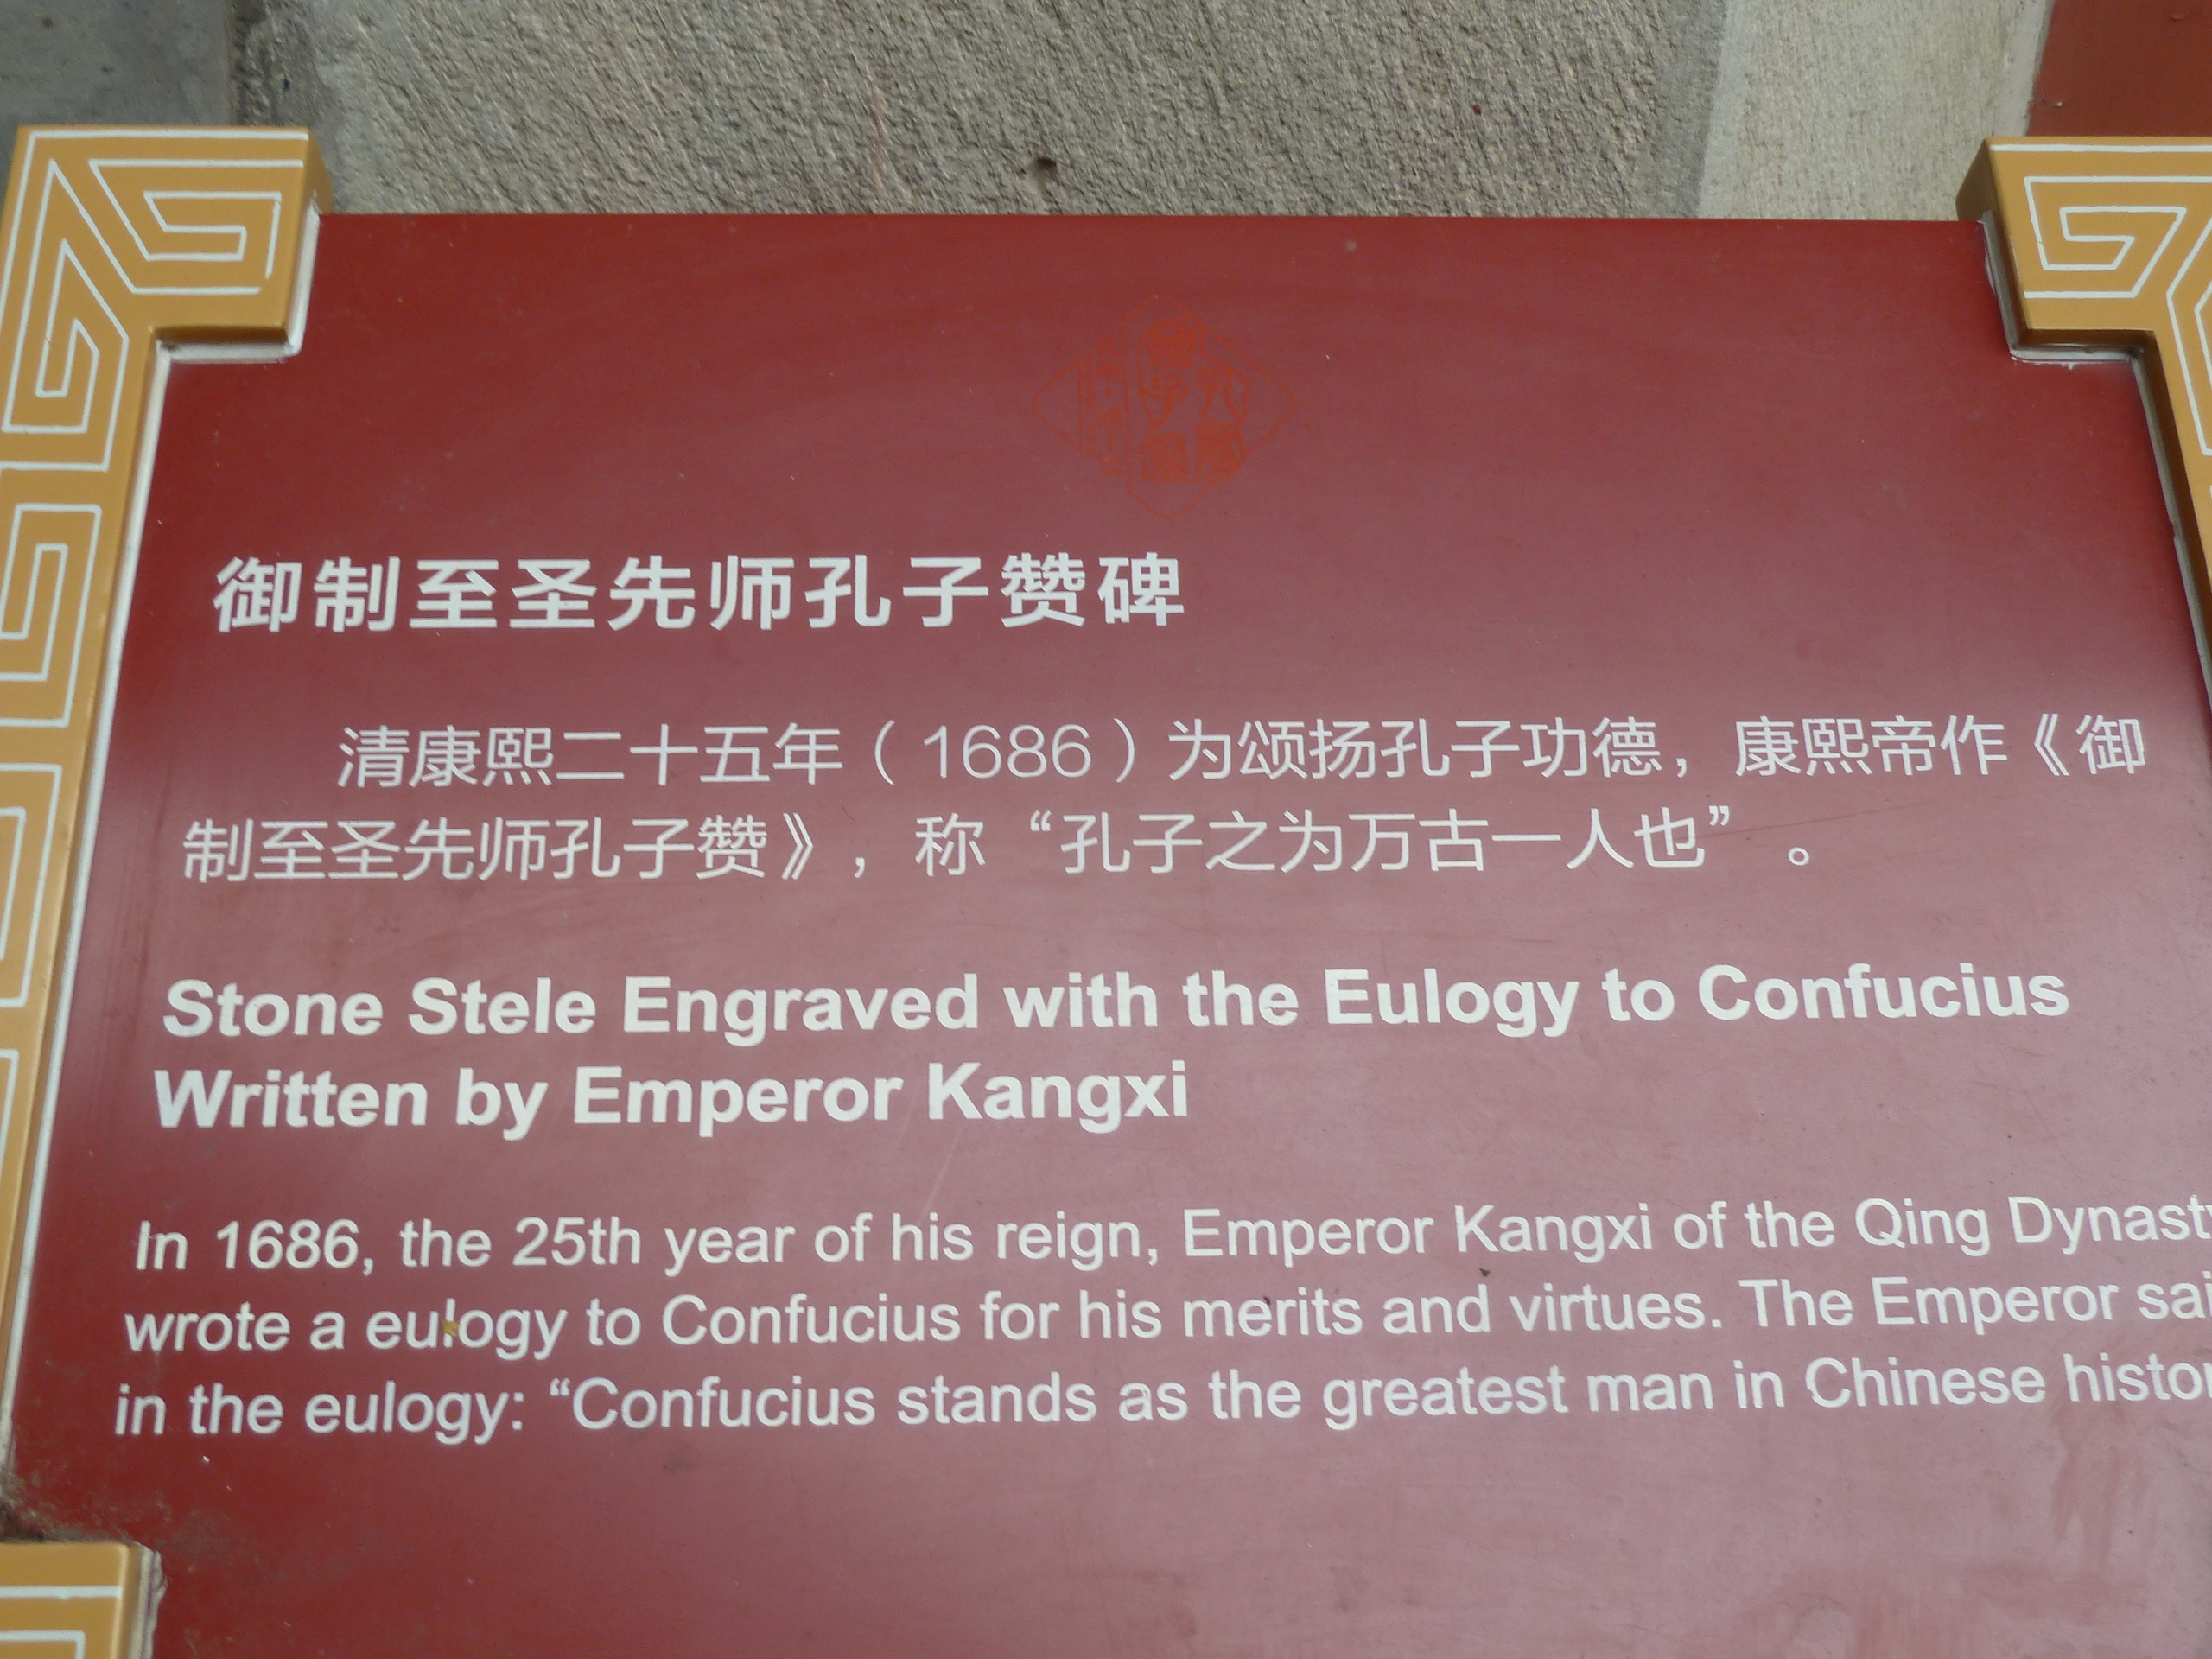 御制至圣先师孔子赞碑
清康熙二十五年（1686）为颂扬孔子功德，康熙帝作《御
制至圣先师孔子赞》，称“孔子之为万古一人也”。
Stone Stele Engraved with the Eulogy to Confucius
Written by Emperor Kangxi
In 1686, the 25th year of his reign, Emperor Kangxi of the Qing Dynasty
wrote a eulogy to Confucius for his merits and virtues. The Emperor sai
in the eulogy: “Confucius stands as the greatest man in Chinese histor